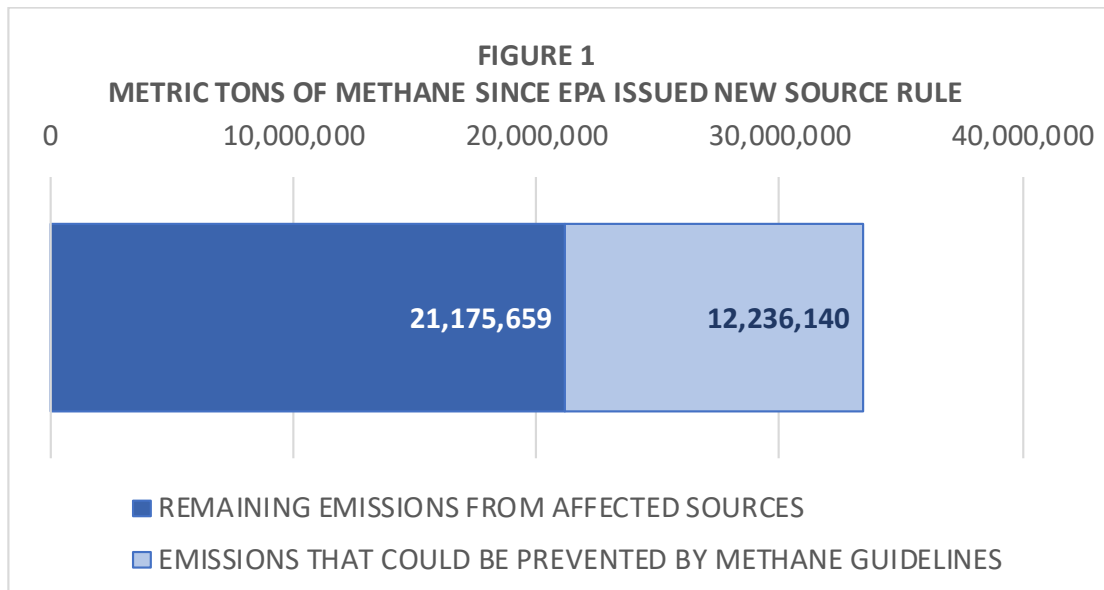 FIGURE 1
METRIC TONS OF METHANE SINCE EPA ISSUED NEW SOURCE RULE
0 10,000,000 20,000,000 30,000,000 40,000,000
21,175,659 12,236,140
REMAINING EMISSIONS FROM AFFECTED SOURCES
EMISSIONS THAT COULD BE PREVENTED BY METHANE GUIDELINES